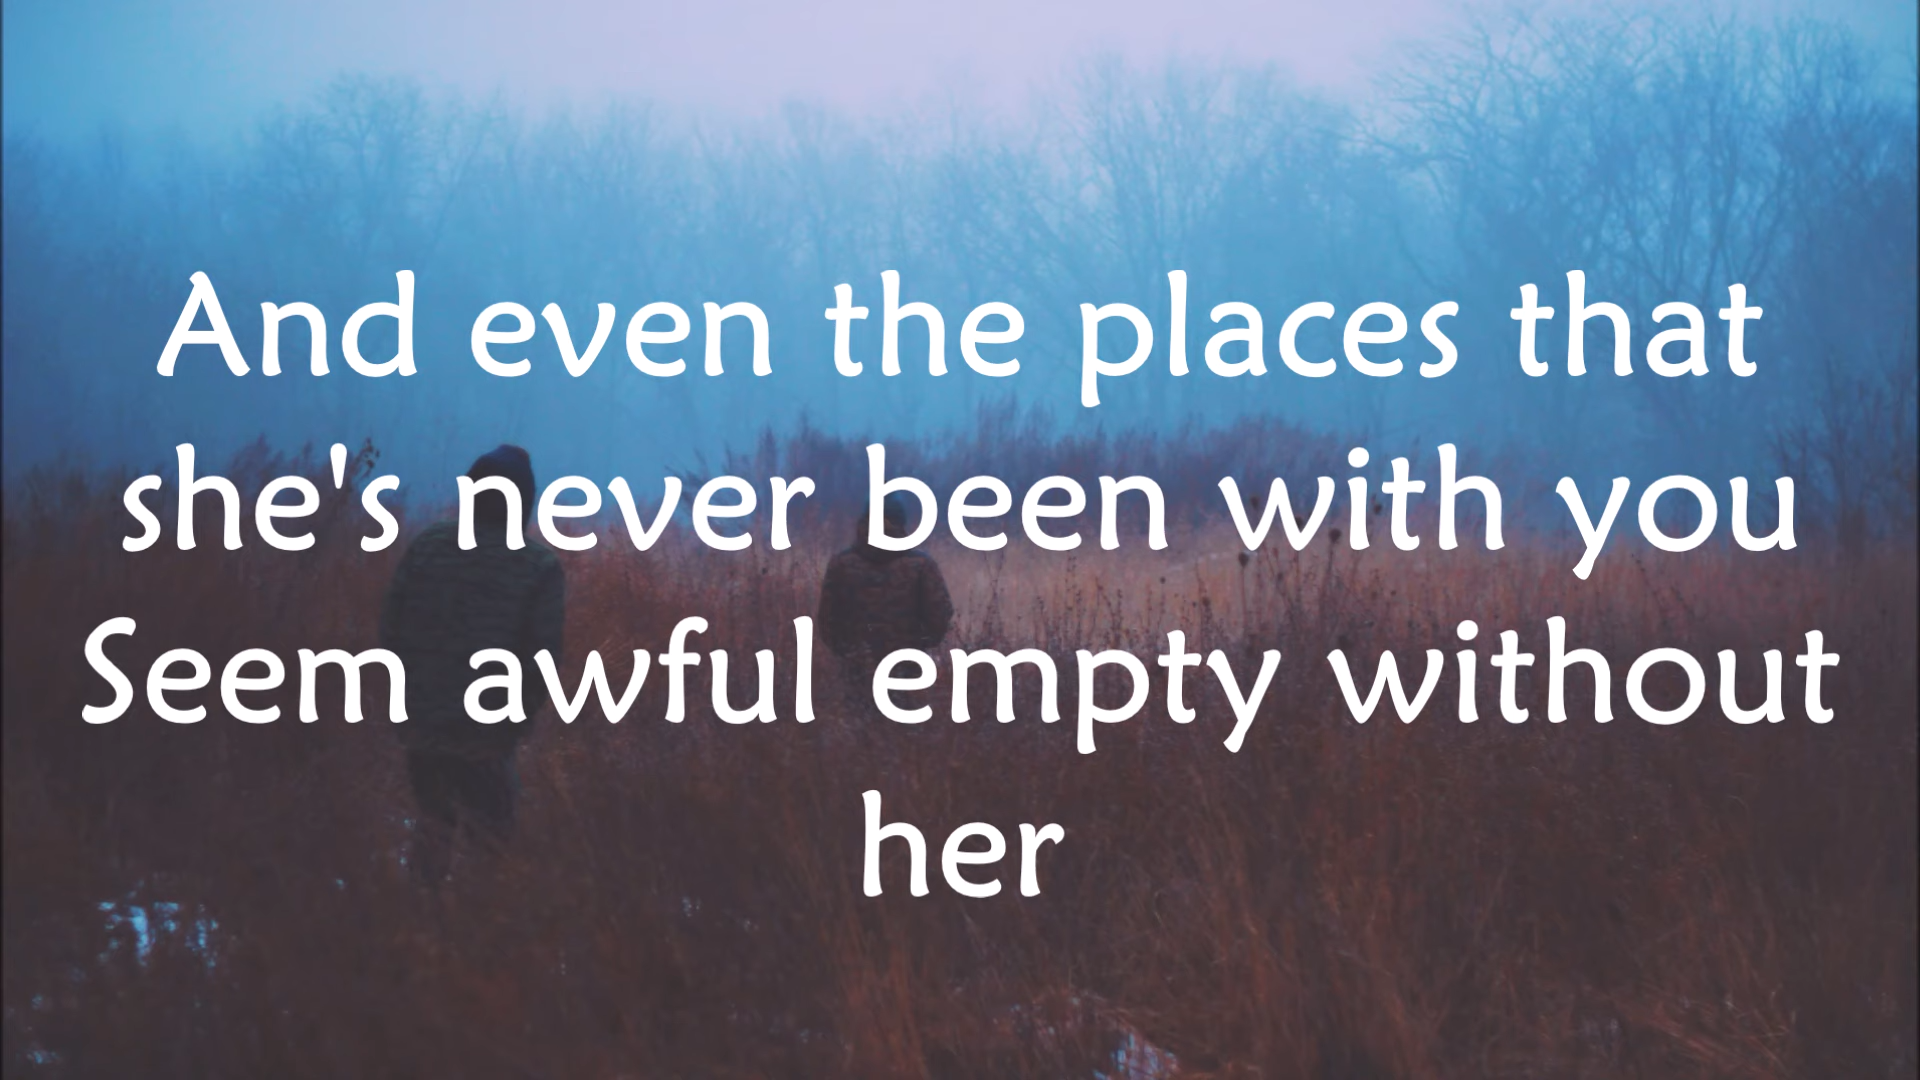 And even the places that
she's never been with you
Seem awful empty without
her